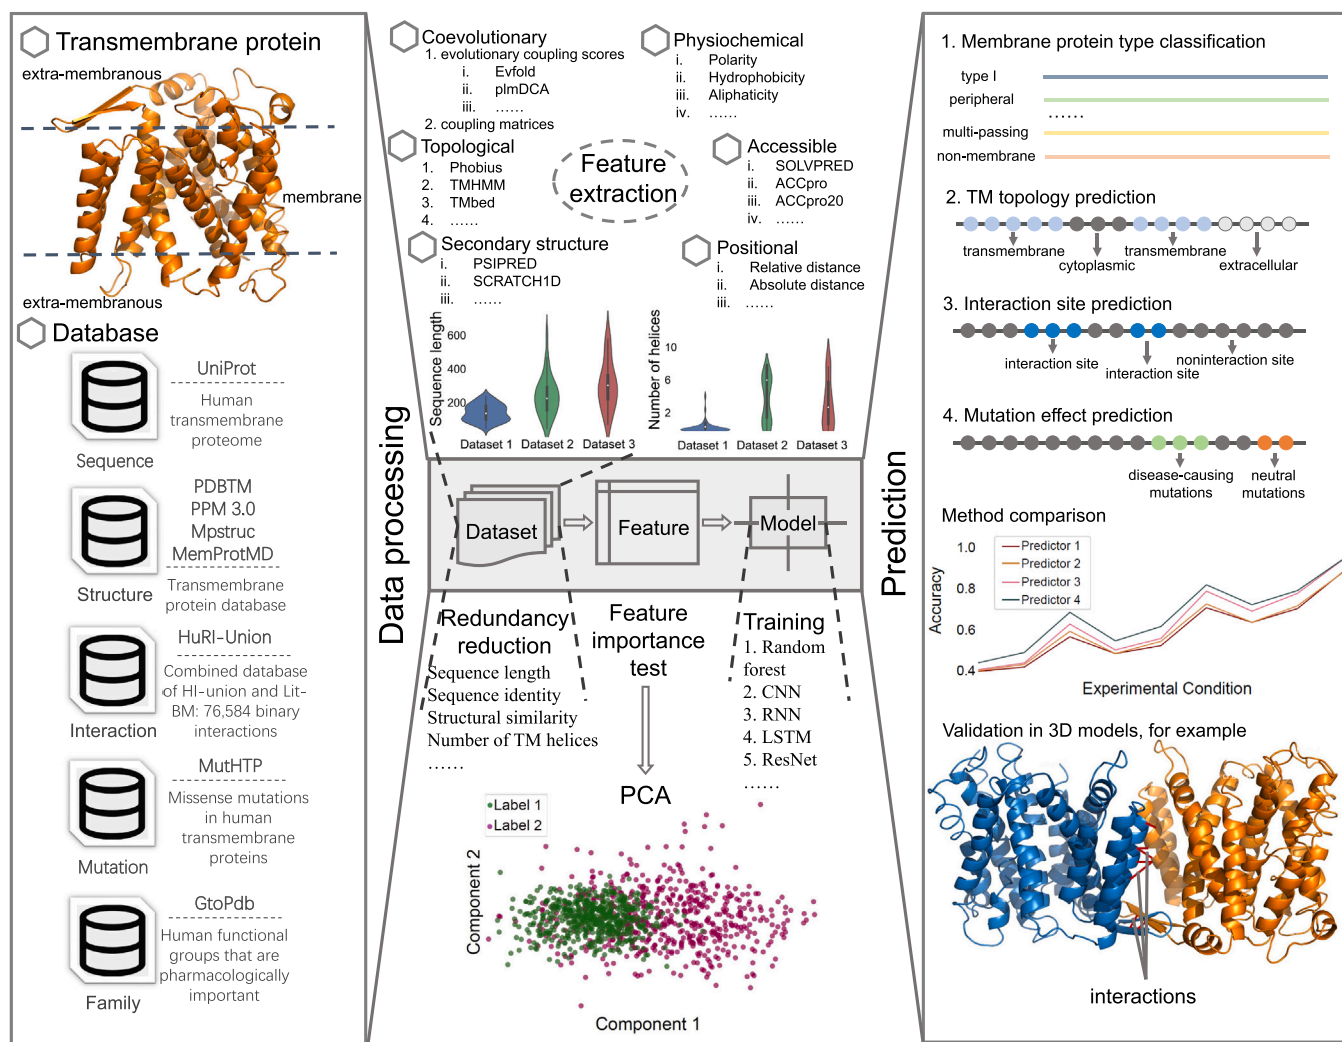 Transmembrane protein
extra-membranous
membrane
extra-membranous
Database
Sequence
UniProt
Human
transmembrane
proteome
Structure
PDBTM
PPM 3.0
Mpstruc
MemProtMD
Transmembrane
protein database
Interaction
HuRI-Union
Combined database
of HI-union and Lit-
BM: 76,584 binary
interactions
Mutation
MutHTP
Missense mutations
in human
transmembrane
proteins
Family
GtoPdb
Human functional
groups that are
pharmacologically
important
Data processing
Coevolutionary
1. evolutionary coupling scores
i. Evfold
ii. plmDCA
iii. ......
2. coupling matrices
Physiochemical
i. Polarity
ii. Hydrophobicity
iii. Aliphaticity
iv. ......
Topological
1. Phobius
2. TMHMM
3. TMbed
4. ......
Feature
extraction
Accessible
i. SOLVPRED
ii. ACCpro
iii. ACCpro20
iv. ......
Secondary structure
i. PSIPRED
ii. SCRATCH1D
iii. ......
Positional
i. Relative distance
ii. Absolute distance
iii. ......
Sequence length
600
400
200
Dataset 1 Dataset 2 Dataset 3
Number of helices
10
6
2
Dataset 1 Dataset 2 Dataset 3
Dataset
Feature
Model
Redundancy
reduction
Sequence length
Sequence identity
Structural similarity
Number of TM helices
......
Feature
importance
test
PCA
Training
1. Random
forest
2. CNN
3. RNN
4. LSTM
5. ResNet
......
Label 1
Label 2
Component 2
Component 1
Prediction
1. Membrane protein type classification
type I
peripheral
......
multi-passing
non-membrane
2. TM topology prediction
transmembrane
cytoplasmic
transmembrane
extracellular
3. Interaction site prediction
interaction site
interaction site
noninteraction site
4. Mutation effect prediction
disease-causing
mutations
neutral
mutations
Method comparison
Accuracy
1.0
0.8
0.6
0.4
Predictor 1
Predictor 2
Predictor 3
Predictor 4
Experimental Condition
Validation in 3D models, for example
interactions